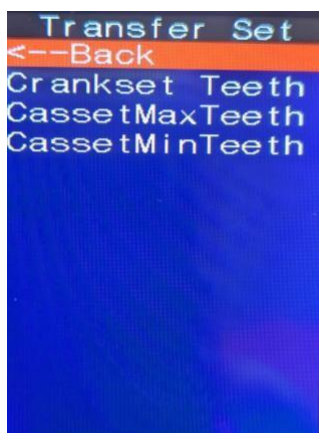 Transfer Set
<--Back
Crankset Teeth
CassetMaxTeeth
CassetMinTeeth